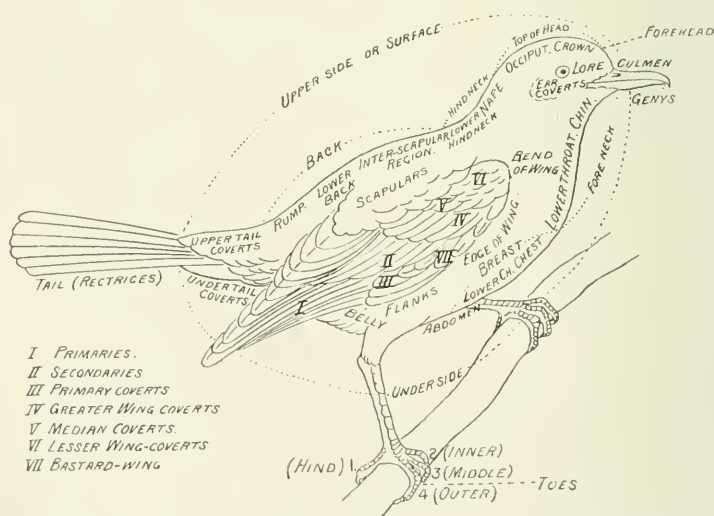 UPPER SIDE OR SURFACE
TOP OF HEAD
FOREHEAD
OCCIPUT. CROWN
LORE
CULMEN
EAR COVERTS
GENYS
CHIN.
HINDNECK
NAPE
LOWER HINDNECK
INTER-SCAPULAR REGION.
BACK
LOWER BACK
RUMP.
SCAPULARS
BEND OF WING
LOWER THROAT.
FORE NECK
VI
V
IV
VII
II
III
I
EDGE OF WING
BREAST
CHEST
LOWER CH.
UPPER TAIL COVERTS
TAIL (RECTRICES)
UNDER TAIL COVERTS
FLANKS
BELLY
ABDOMEN
UNDERSIDE
I PRIMARIES.
II SECONDARIES
III PRIMARY COVERTS
IV GREATER WING COVERTS
V MEDIAN COVERTS.
VI LESSER WING-COVERTS
VII BASTARD-WING
(HIND) 1.
2 (INNER)
3 (MIDDLE)
4 (OUTER)
TOES